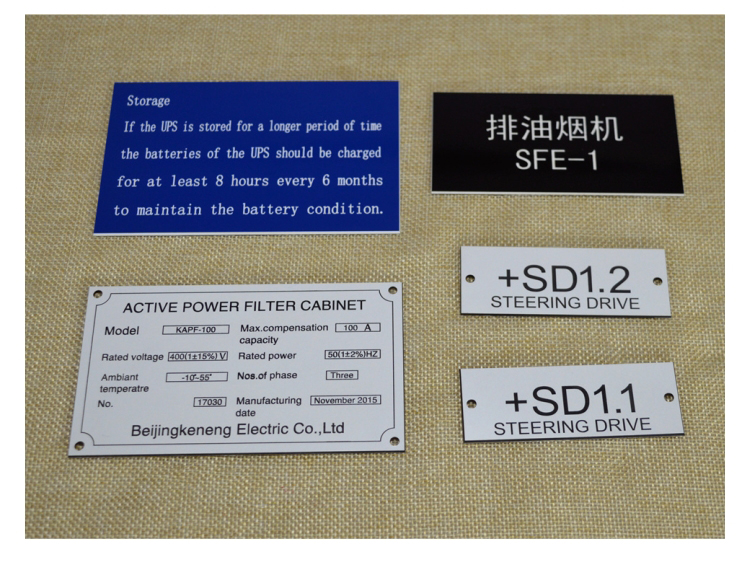 Storage
If the UPS is stored for a longer period of time
the batteries of the UPS should be charged
for at least 8 hours every 6 months
to maintain the battery condition.
排油烟机
SFE-1
+SD1.2
STEERING DRIVE
ACTIVE POWER FILTER CABINET
Model KAPF-100 Max.compensation capacity 100 A
Rated voltage 400(1±15%)V Rated power 50(1±2%)HZ
Ambiant temperatre -10°-55° Nos.of phase Three
No. 17030 Manufacturing date November 2015
Beijingkeneng Electric Co.,Ltd
+SD1.1
STEERING DRIVE